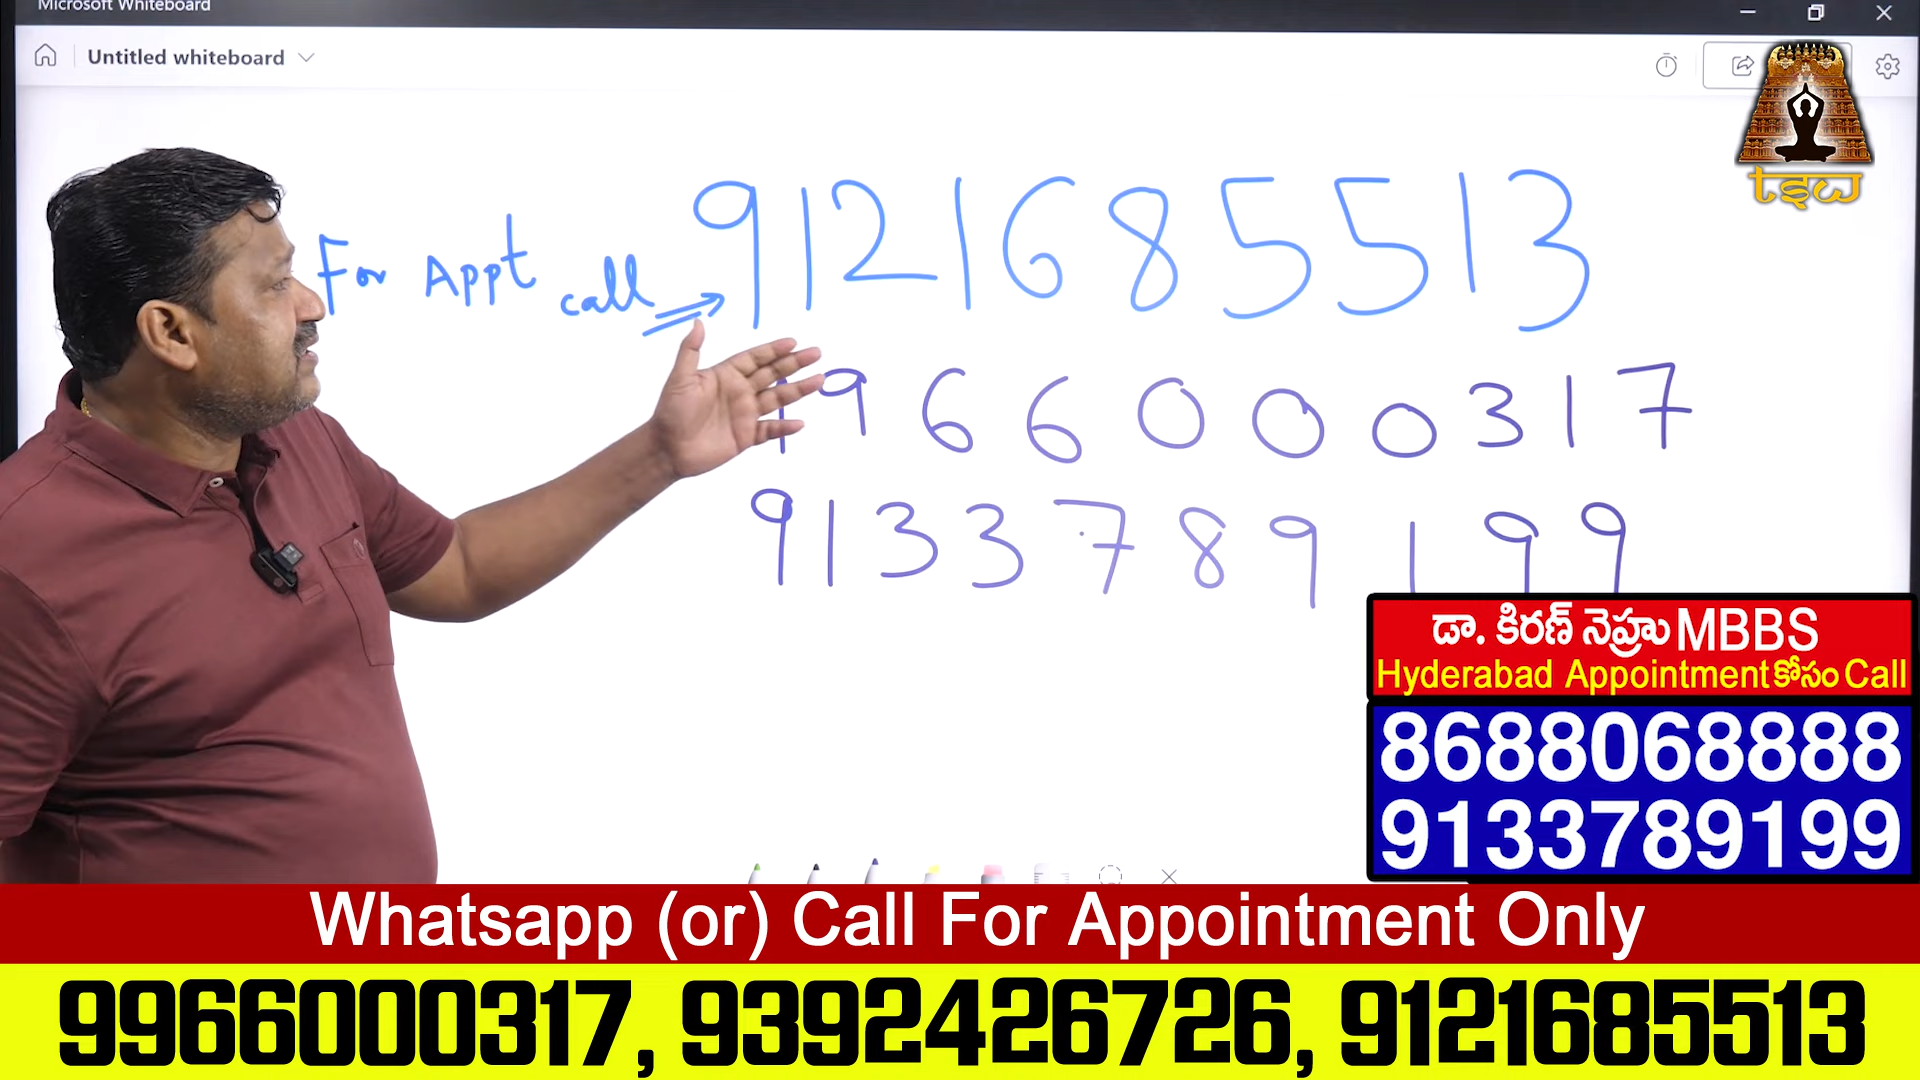 Microsoft Whiteboard
Untitled whiteboard
tsw
For Appt call 9121685513
9966000317
9133789199
డా. కిరణ్ నెహ్రు MBBS
Hyderabad Appointment కోసం Call
8688068888
9133789199
Whatsapp (or) Call For Appointment Only
9966000317, 9392426726, 9121685513